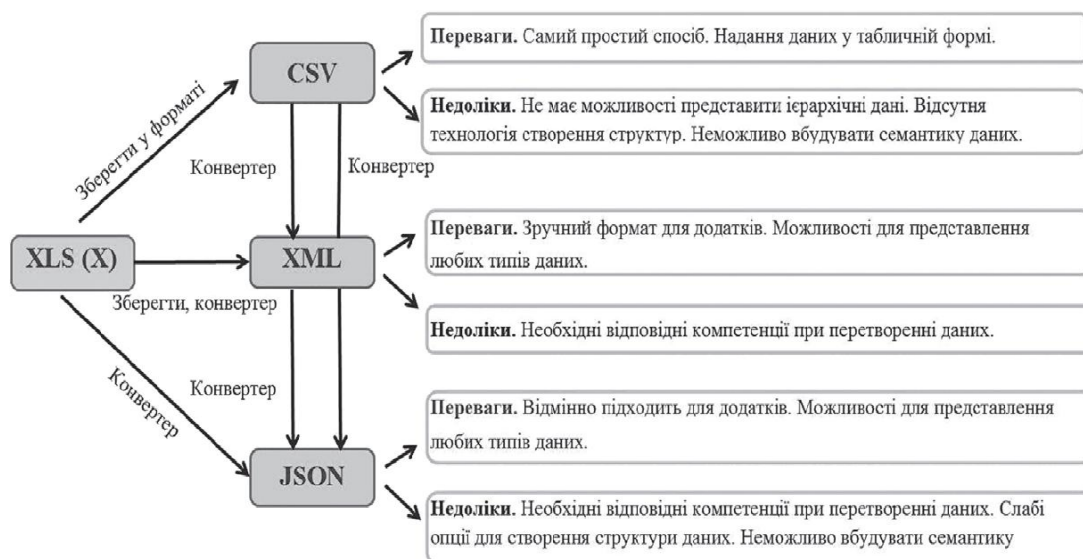 Переваги. Самий простий спосіб. Надання даних у табличній формі.
CSV
Недоліки. Не має можливості представити ієрархічні дані. Відсутня
технологія створення структур. Неможливо вбудувати семантику даних.
Зберегти у форматі
Конвертер
Конвертер
Переваги. Зручний формат для додатків. Можливості для представлення
любих типів даних.
XLS (X)
XML
Зберегти, конвертер
Недоліки. Необхідні відповідні компетенції при перетворенні даних.
Конвертер
Конвертер
Переваги. Відмінно підходить для додатків. Можливості для представлення
любих типів даних.
JSON
Недоліки. Необхідні відповідні компетенції при перетворенні даних. Слабі
опції для створення структури даних. Неможливо вбудувати семантику